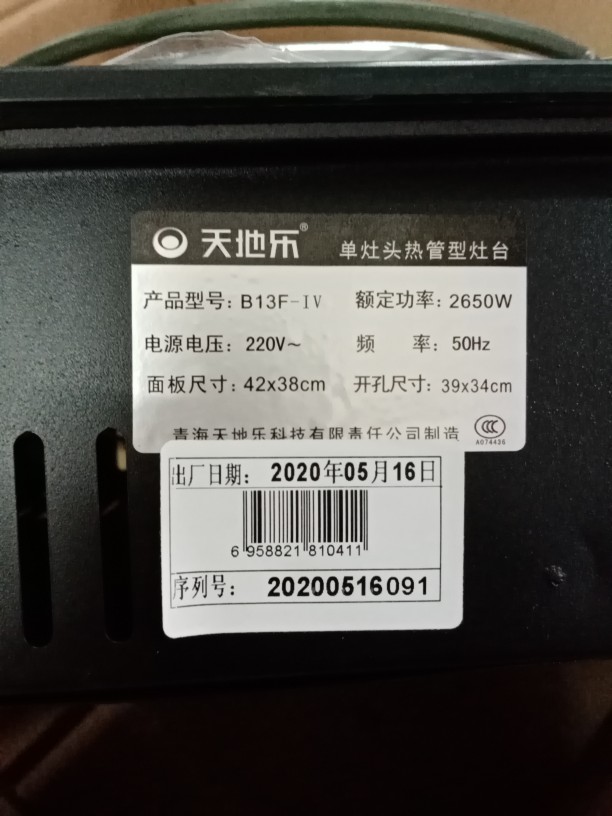 天地乐® 单灶头热管型灶台
产品型号: B13F-IV 额定功率: 2650W
电源电压: 220V~ 频 率: 50Hz
面板尺寸: 42x38cm 开孔尺寸: 39x34cm
青海天地乐科技有限责任公司制造
CCC
A074436
出厂日期: 2020年05月16日
6 958821 810411
序列号: 20200516091